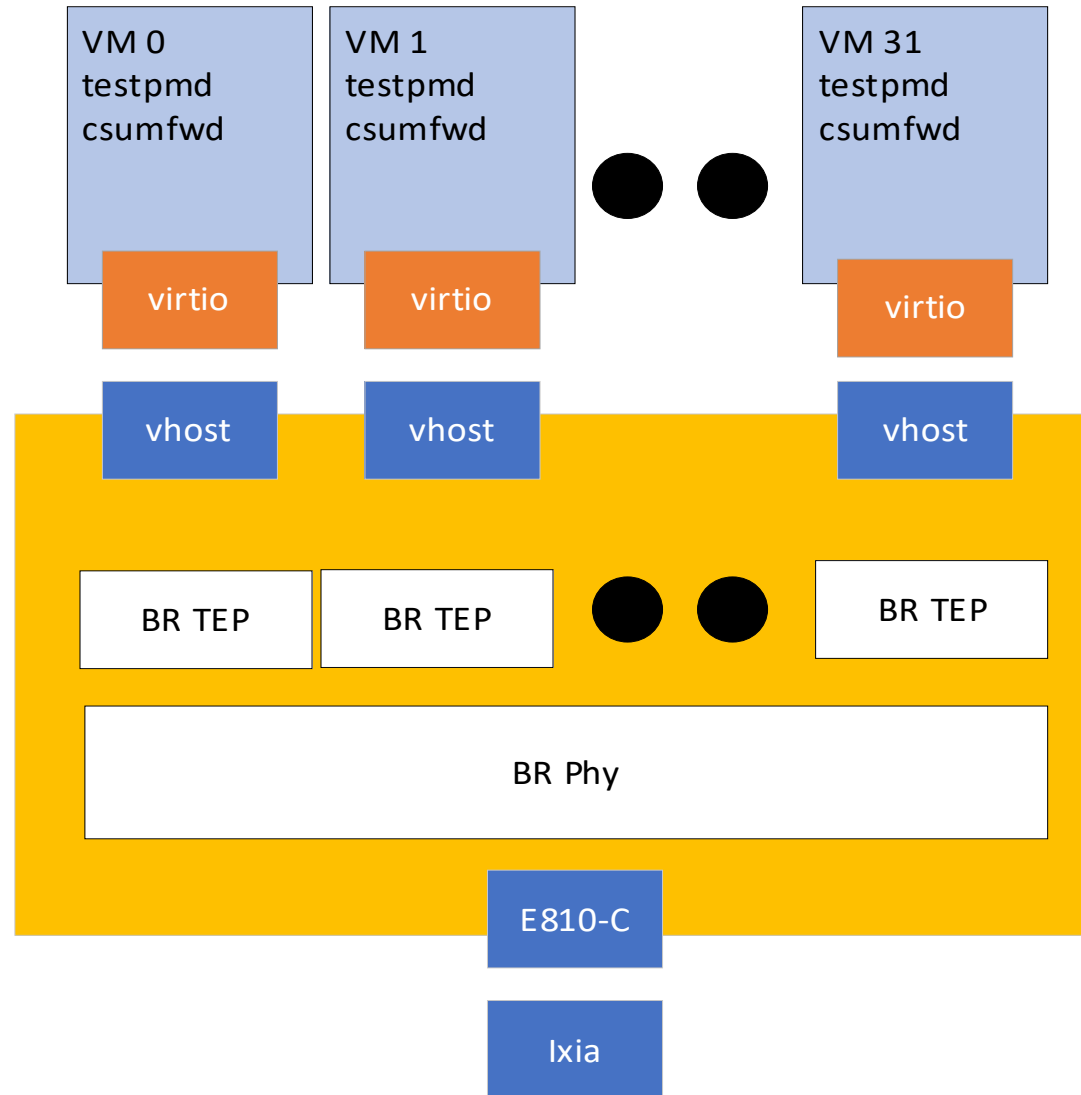 VM 0
testpmd
csumfwd
VM 1
testpmd
csumfwd
VM 31
testpmd
csumfwd
virtio
virtio
virtio
vhost
vhost
vhost
BR TEP
BR TEP
BR TEP
BR Phy
E810-C
Ixia